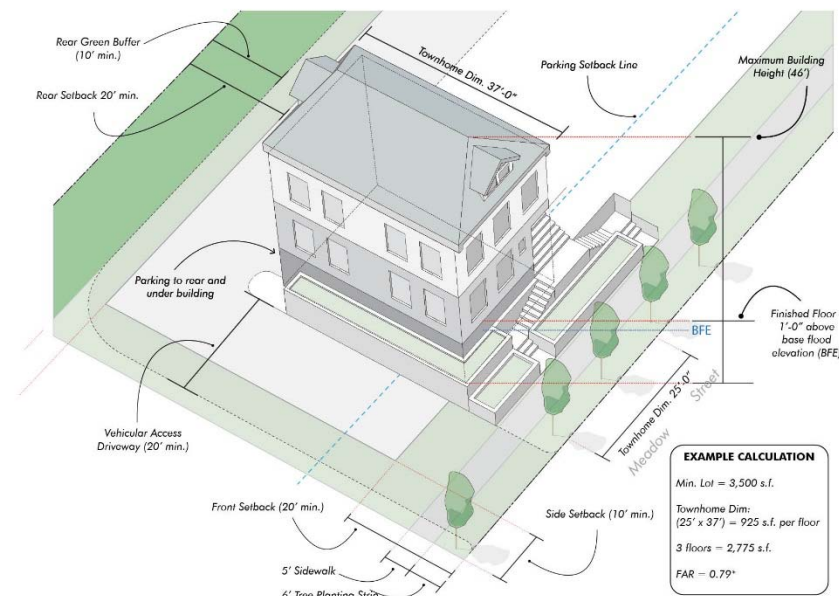 Rear Green Buffer
(10' min.)
Rear Setback 20' min.
Townhome Dim. 37'-0"
Parking Setback Line
Maximum Building
Height (46')
Parking to rear and
under building
BFE
Finished Floor
1'-0" above
base flood
elevation (BFE)
Townhome Dim. 25'-0"
Meadow Street
Vehicular Access
Driveway (20' min.)
Front Setback (20' min.)
Side Setback (10' min.)
5' Sidewalk
6' Tree Planting Strip
EXAMPLE CALCULATION
Min. Lot = 3,500 s.f.
Townhome Dim:
(25' x 37') = 925 s.f. per floor
3 floors = 2,775 s.f.
FAR = 0.79*